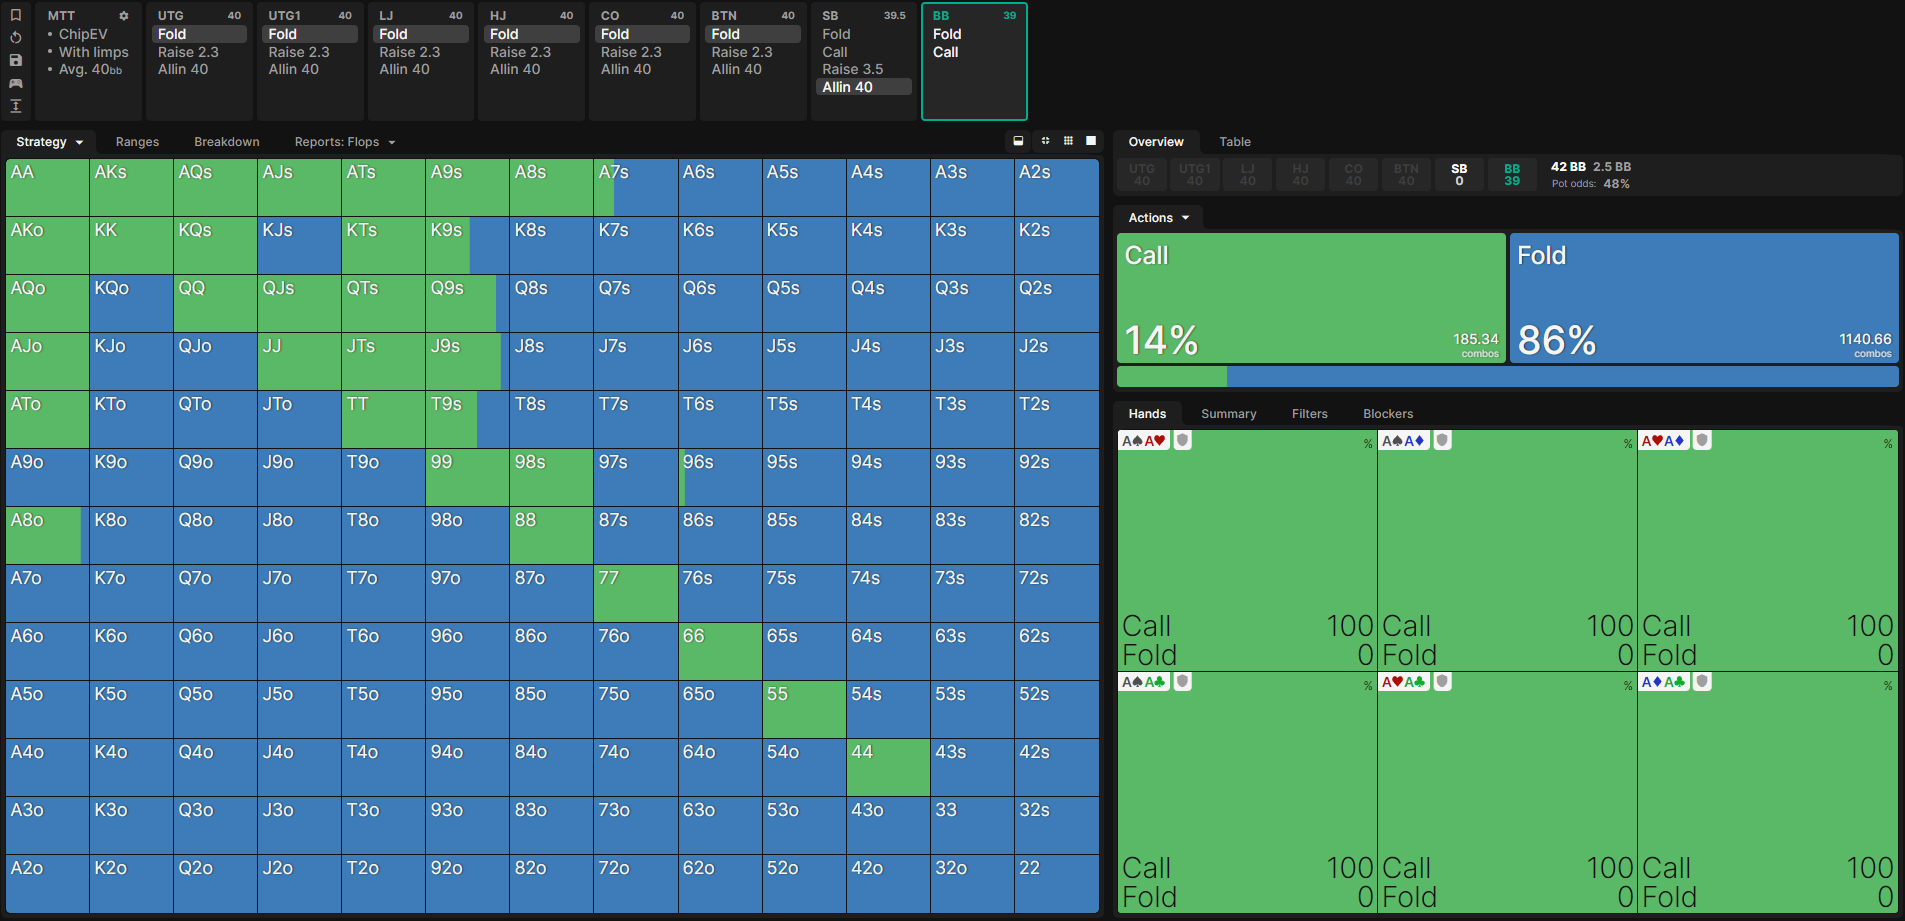 MTT
• ChipEV
• With limps
• Avg. 40bb
UTG 40
Fold
Raise 2.3
Allin 40
UTG1 40
Fold
Raise 2.3
Allin 40
LJ 40
Fold
Raise 2.3
Allin 40
HJ 40
Fold
Raise 2.3
Allin 40
CO 40
Fold
Raise 2.3
Allin 40
BTN 40
Fold
Raise 2.3
Allin 40
SB 39.5
Fold
Call
Raise 3.5
Allin 40
BB 39
Fold
Call
Strategy Ranges Breakdown Reports: Flops
AA AKs AQs AJs ATs A9s A8s A7s A6s A5s A4s A3s A2s
AKo KK KQs KJs KTs K9s K8s K7s K6s K5s K4s K3s K2s
AQo KQo QQ QJs QTs Q9s Q8s Q7s Q6s Q5s Q4s Q3s Q2s
AJo KJo QJo JJ JTs J9s J8s J7s J6s J5s J4s J3s J2s
ATo KTo QTo JTo TT T9s T8s T7s T6s T5s T4s T3s T2s
A9o K9o Q9o J9o T9o 99 98s 97s 96s 95s 94s 93s 92s
A8o K8o Q8o J8o T8o 98o 88 87s 86s 85s 84s 83s 82s
A7o K7o Q7o J7o T7o 97o 87o 77 76s 75s 74s 73s 72s
A6o K6o Q6o J6o T6o 96o 86o 76o 66 65s 64s 63s 62s
A5o K5o Q5o J5o T5o 95o 85o 75o 65o 55 54s 53s 52s
A4o K4o Q4o J4o T4o 94o 84o 74o 64o 54o 44 43s 42s
A3o K3o Q3o J3o T3o 93o 83o 73o 63o 53o 43o 33 32s
A2o K2o Q2o J2o T2o 92o 82o 72o 62o 52o 42o 32o 22
Overview Table
UTG UTG1 LJ HJ CO BTN SB BB
40 40 40 40 40 40 0 39
42 BB 2.5 BB
Pot odds: 48%
Actions
Call
14%
185.34
combos
Fold
86%
1140.66
combos
Hands Summary Filters Blockers
A♠A♥ %
Call 100
Fold 0
A♠A♦ %
Call 100
Fold 0
A♥A♦ %
Call 100
Fold 0
A♠A♣ %
Call 100
Fold 0
A♥A♣ %
Call 100
Fold 0
A♦A♣ %
Call 100
Fold 0